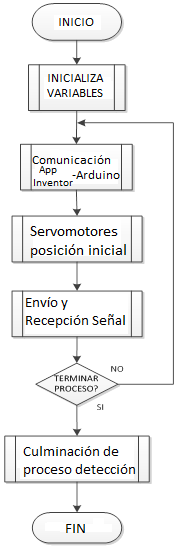 INICIO
INICIALIZA
VARIABLES
Comunicación
App
Inventor-Arduino
Servomotores
posición inicial
Envío y
Recepción Señal
TERMINAR
PROCESO?
NO
SI
Culminación de
proceso detección
FIN